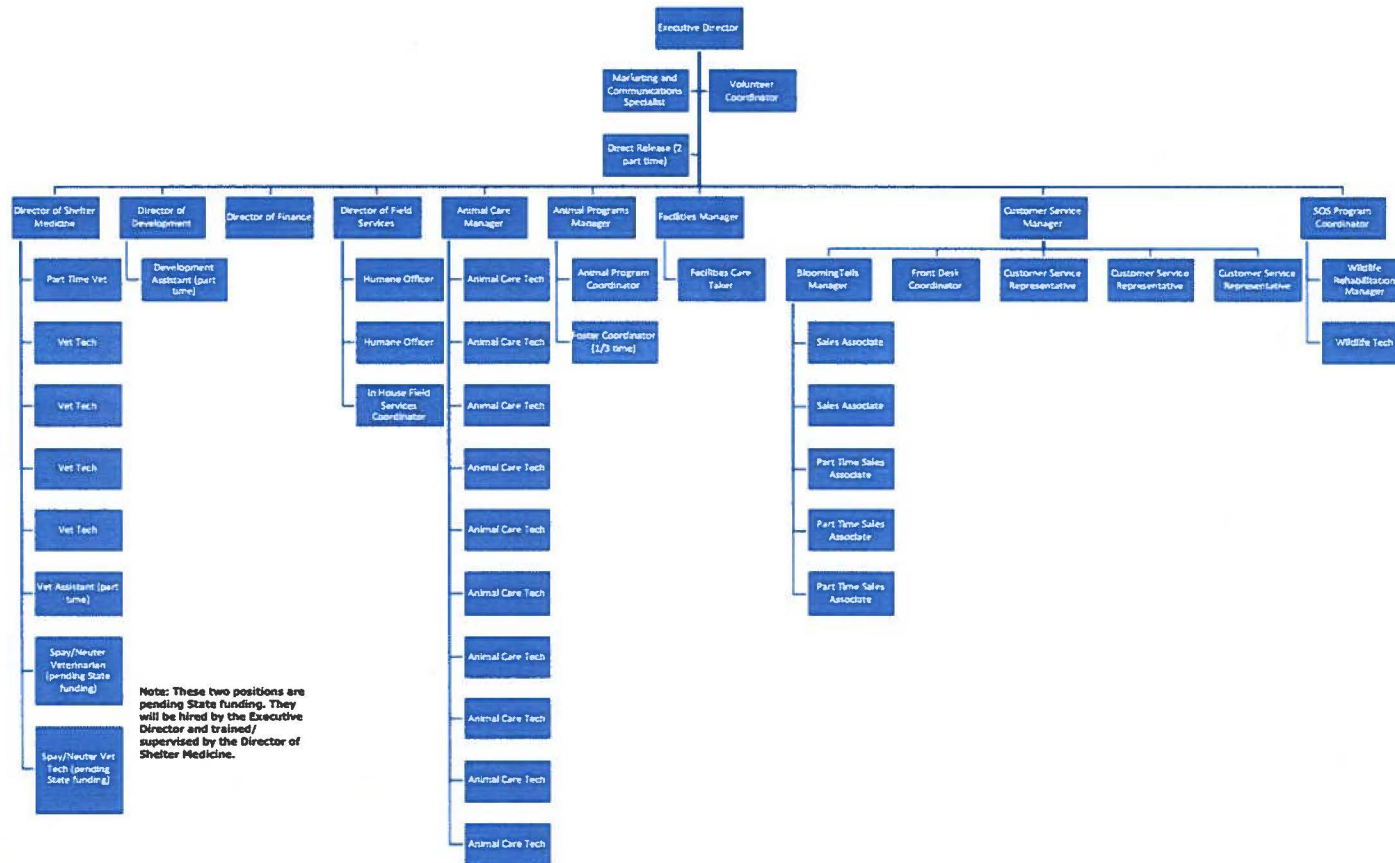 Executive Director
Marketing and
Communications
Specialist
Volunteer
Coordinator
Direct Release (2
part time)
Director of Shelter
Medicine
Director of
Development
Director of Finance
Director of Field
Services
Animal Care
Manager
Animal Programs
Manager
Facilities Manager
Customer Service
Manager
SOS Program
Coordinator
Part Time Vet
Vet Tech
Vet Tech
Vet Tech
Vet Tech
Vet Assistant (part
time)
Spay/Neuter
Veterinarian
(pending State
funding)
Spay/Neuter Vet
Tech (pending
State funding)
Note: These two positions are
pending State funding. They
will be hired by the Executive
Director and trained/
supervised by the Director of
Shelter Medicine.
Development
Assistant (part
time)
Humane Officer
Humane Officer
In House Field
Services
Coordinator
Animal Care Tech
Animal Care Tech
Animal Care Tech
Animal Care Tech
Animal Care Tech
Animal Care Tech
Animal Care Tech
Animal Care Tech
Animal Care Tech
Animal Care Tech
Animal Program
Coordinator
Foster Coordinator
(1/3 time)
Facilities Care
Taker
BloomingTails
Manager
Front Desk
Coordinator
Customer Service
Representative
Customer Service
Representative
Customer Service
Representative
Sales Associate
Sales Associate
Part Time Sales
Associate
Part Time Sales
Associate
Part Time Sales
Associate
Wildlife
Rehabilitation
Manager
Wildlife Tech